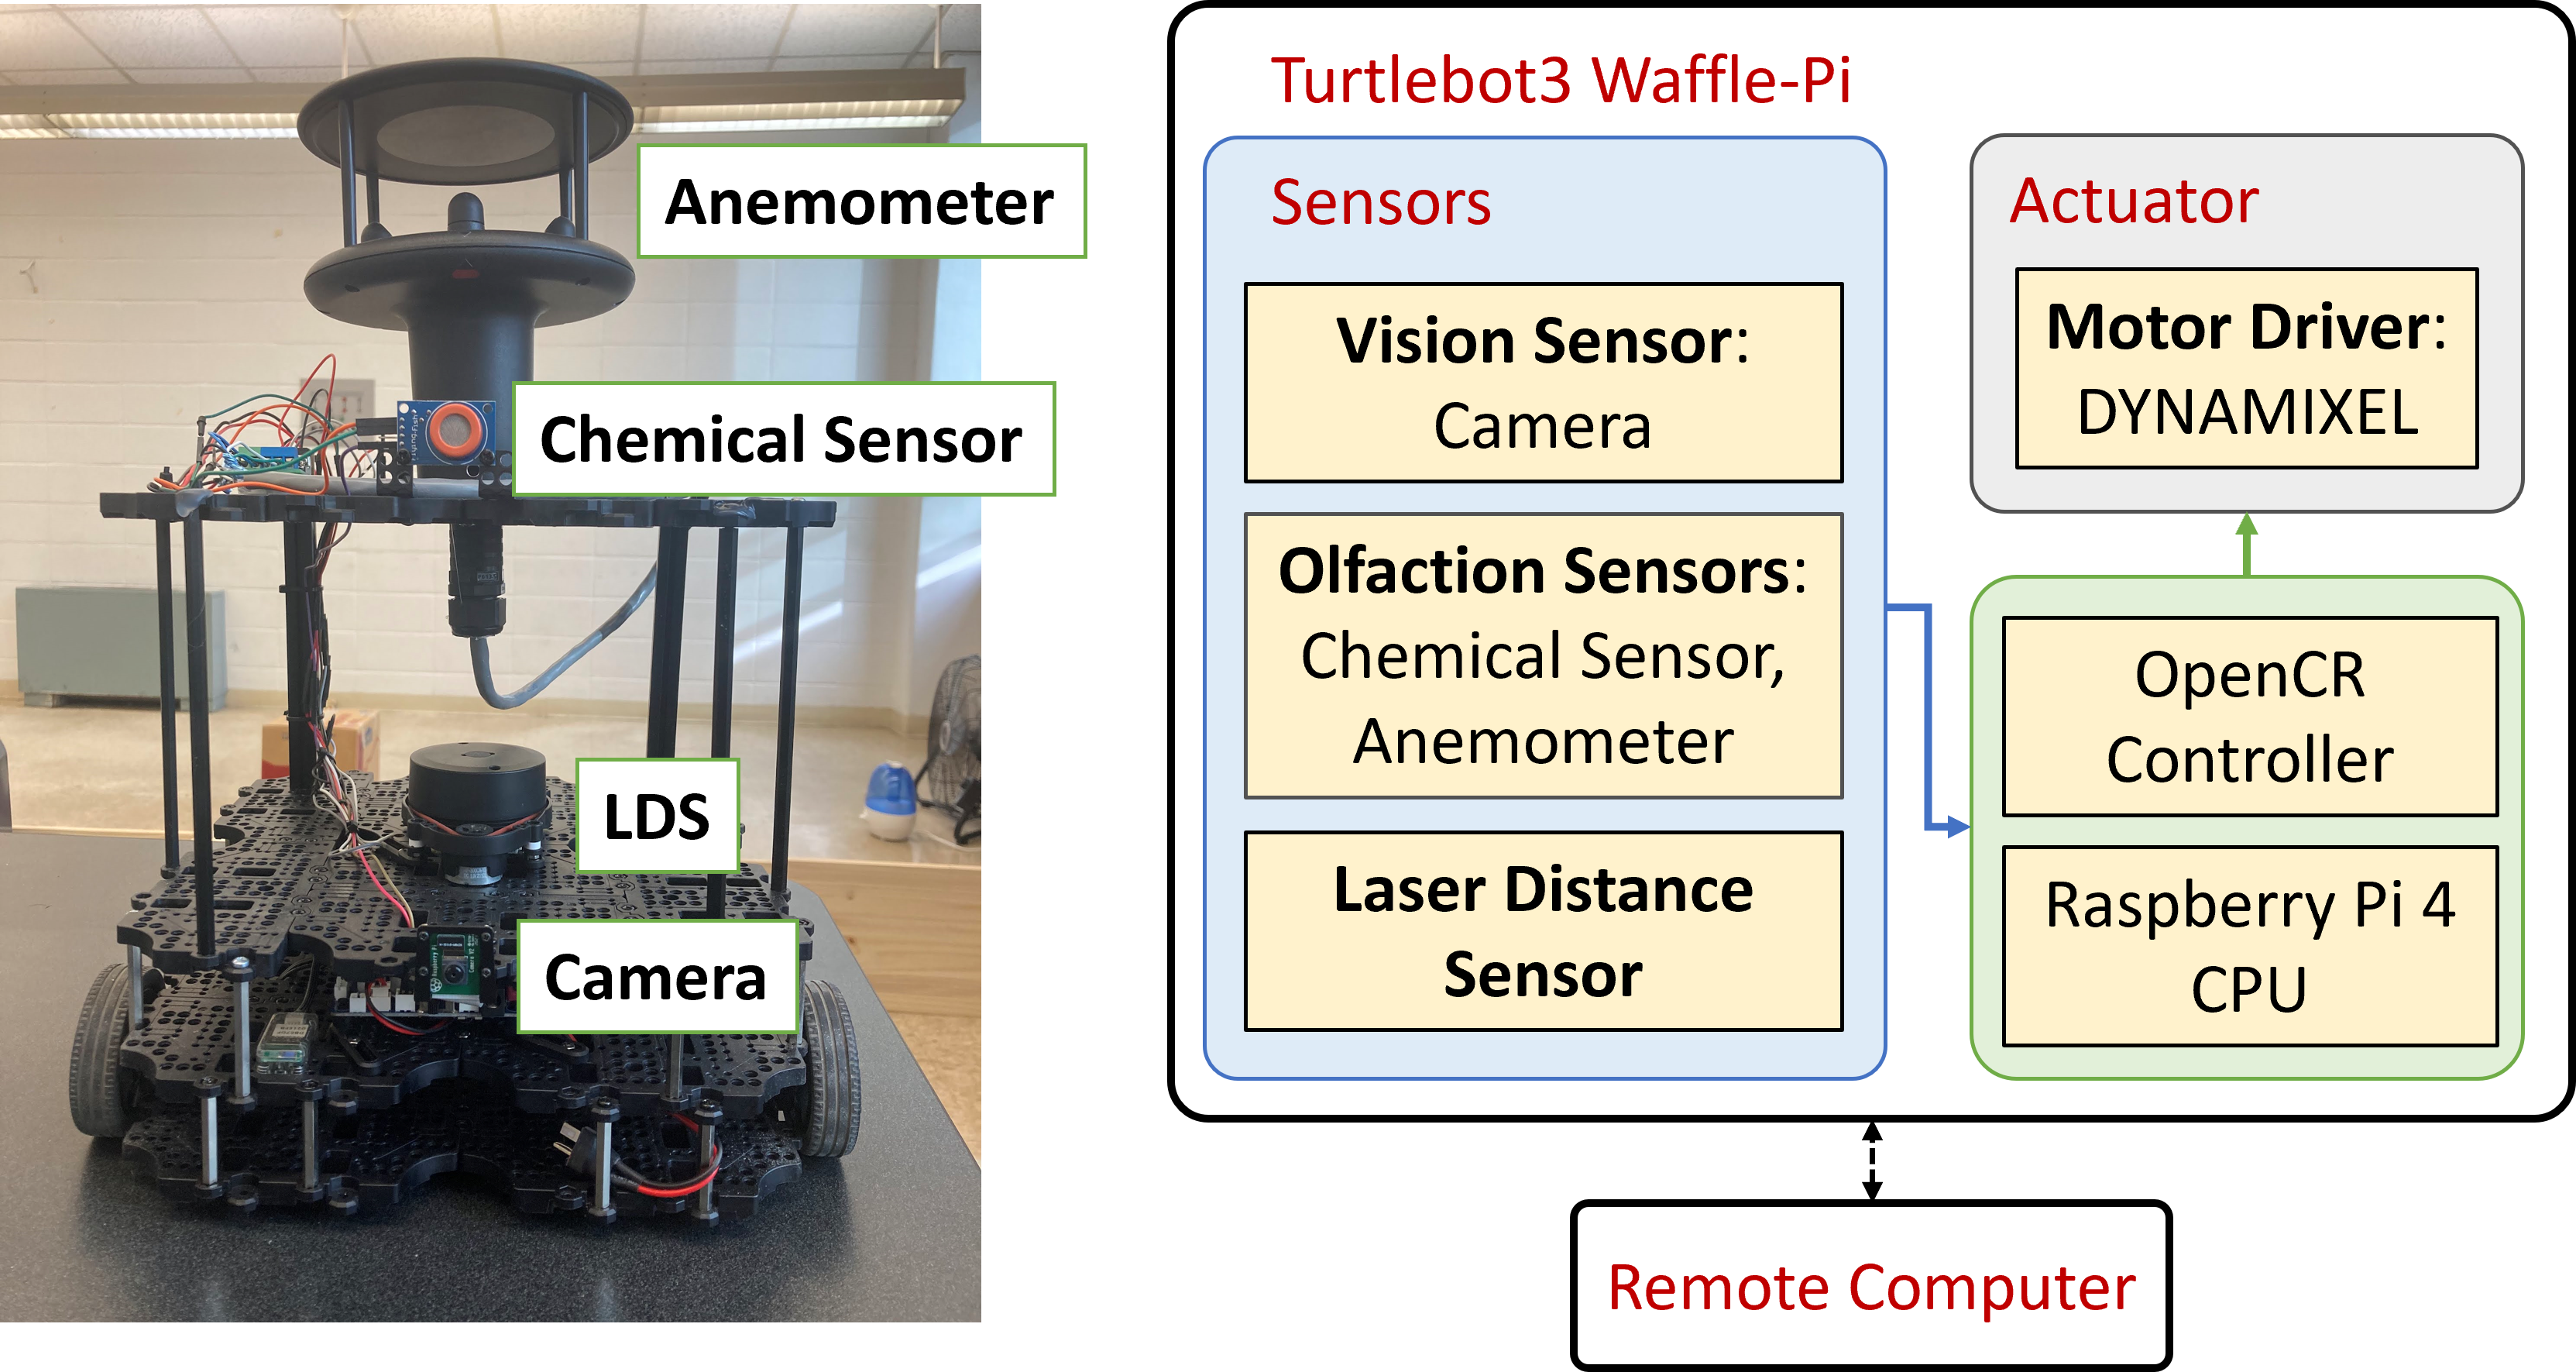 Anemometer
Chemical Sensor
LDS
Camera
Turtlebot3 Waffle-Pi
Sensors
Vision Sensor:
Camera
Olfaction Sensors:
Chemical Sensor,
Anemometer
Laser Distance
Sensor
Actuator
Motor Driver:
DYNAMIXEL
OpenCR
Controller
Raspberry Pi 4
CPU
Remote Computer